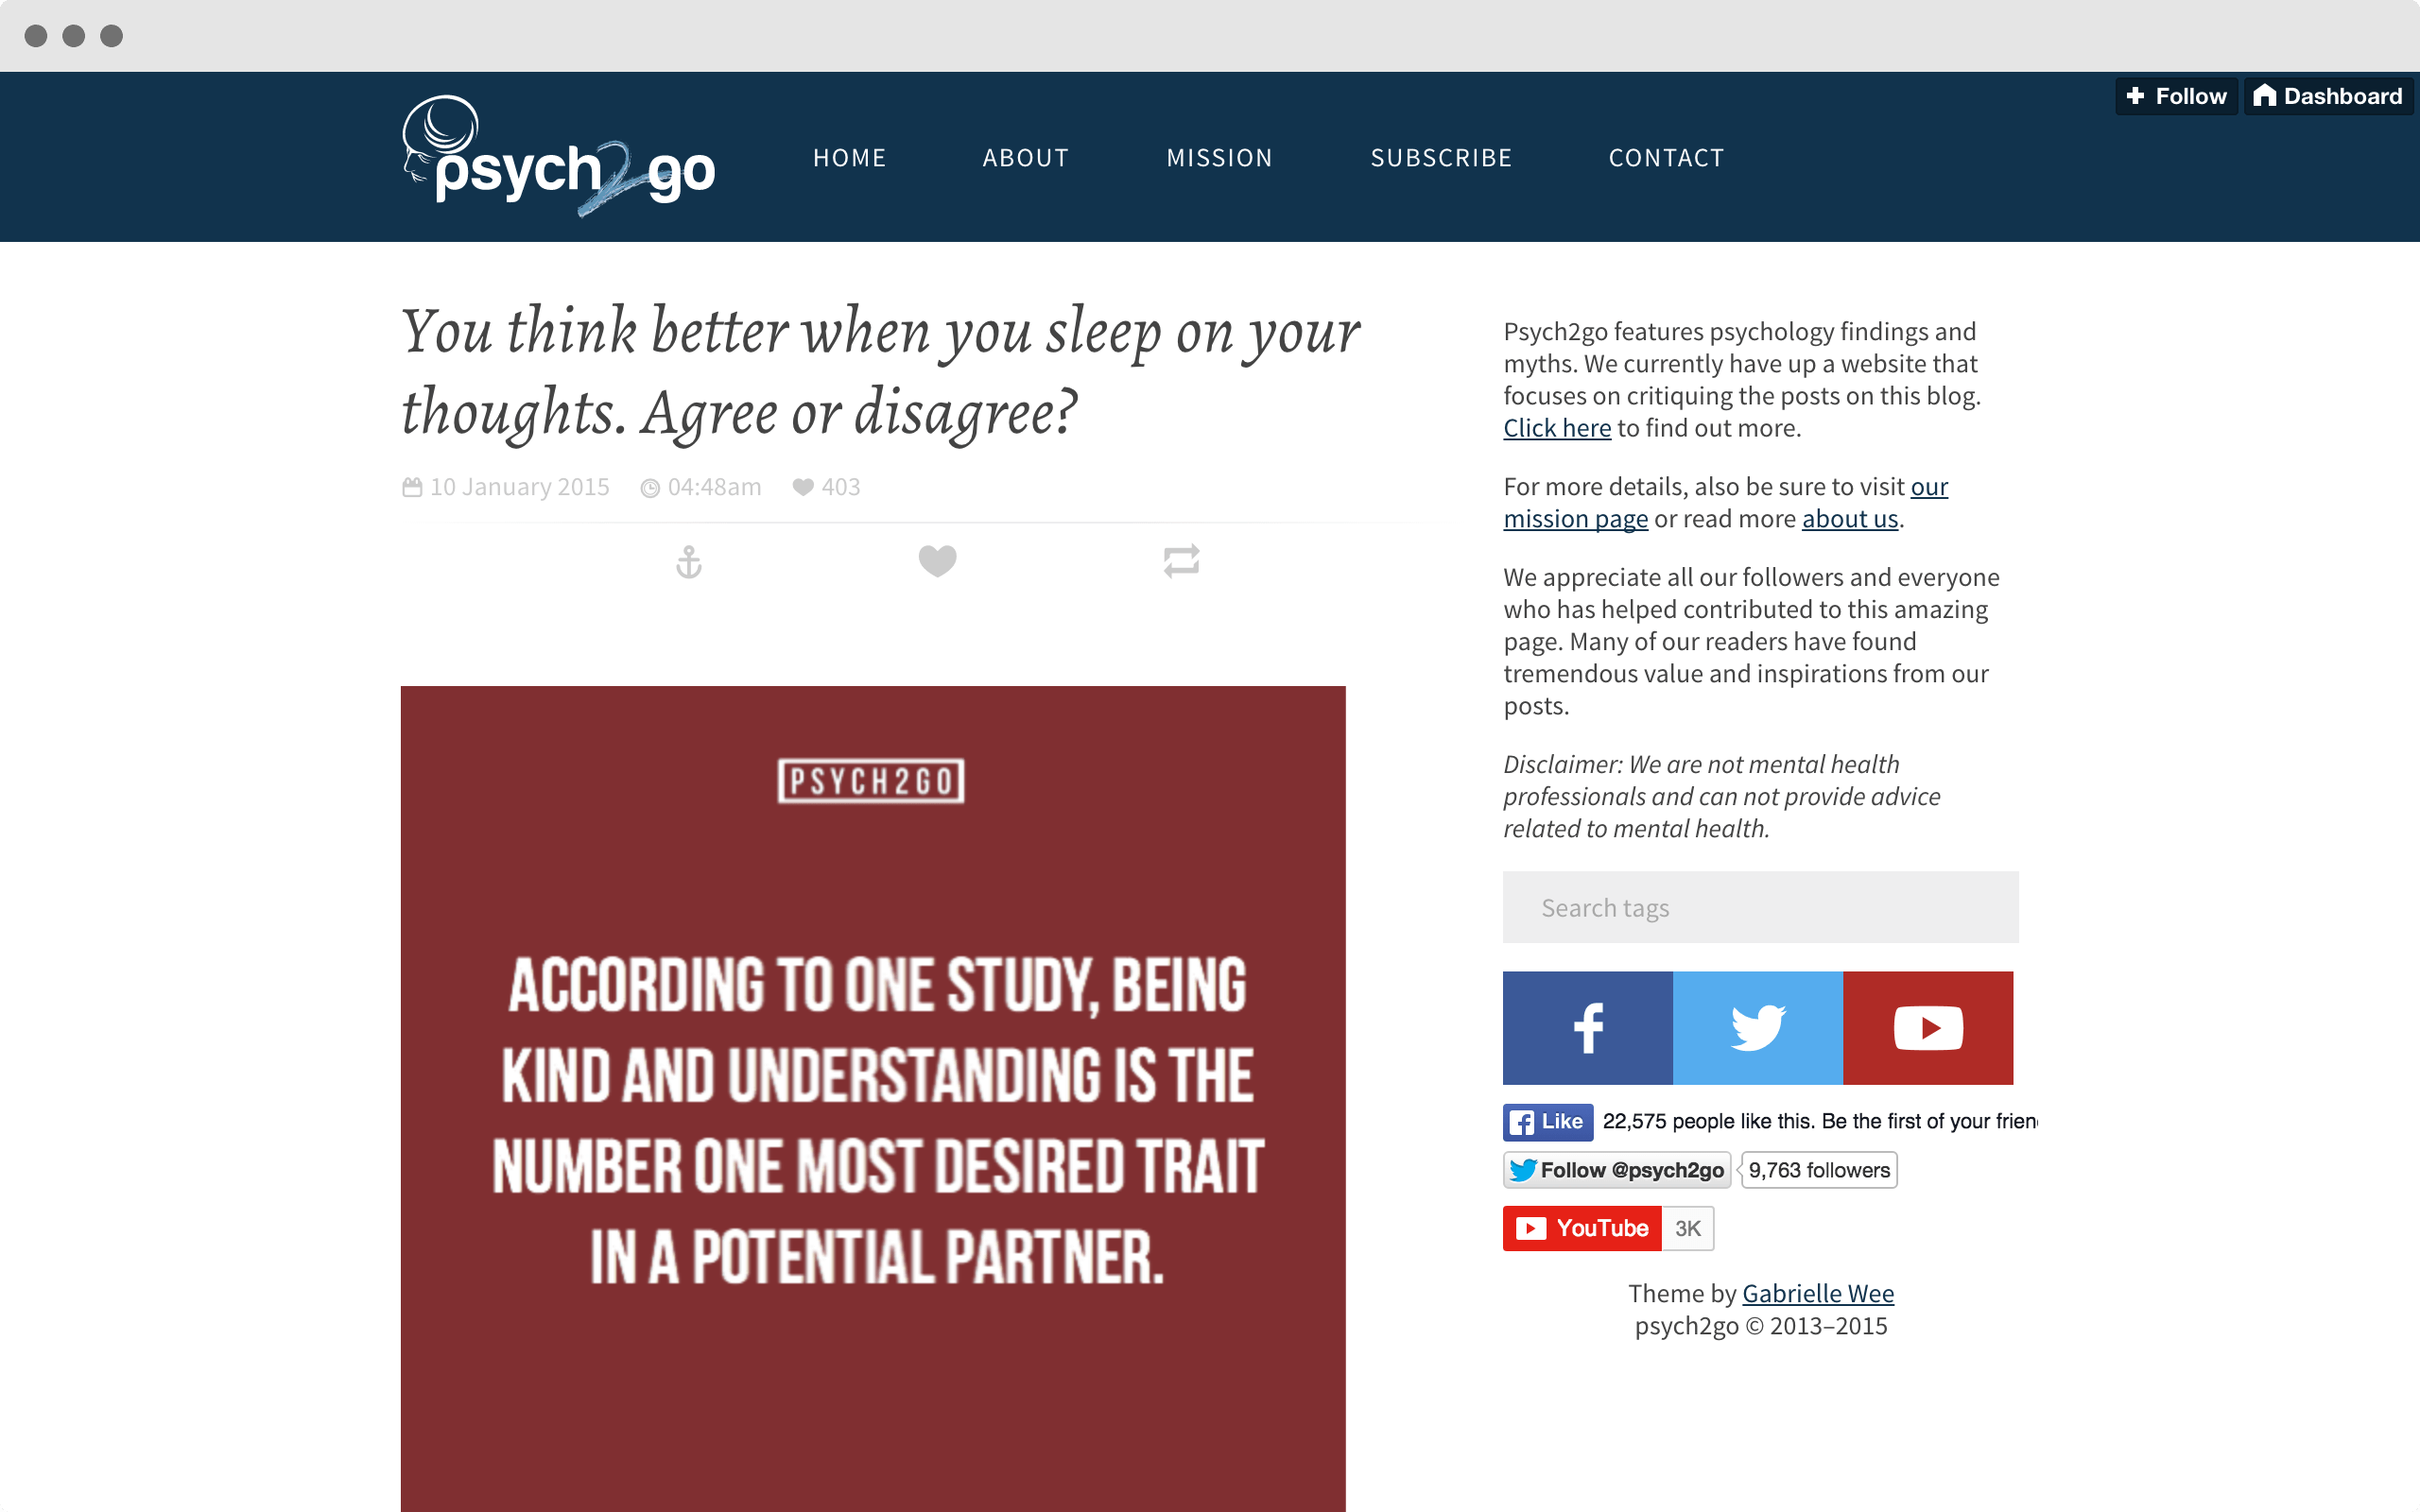 Follow
Dashboard
psych2go
HOME
ABOUT
MISSION
SUBSCRIBE
CONTACT
You think better when you sleep on your
thoughts. Agree or disagree?
10 January 2015
04:48am
403
PSYCH2GO
ACCORDING TO ONE STUDY, BEING
KIND AND UNDERSTANDING IS THE
NUMBER ONE MOST DESIRED TRAIT
IN A POTENTIAL PARTNER.
Psych2go features psychology findings and
myths. We currently have up a website that
focuses on critiquing the posts on this blog.
Click here to find out more.
For more details, also be sure to visit our
mission page or read more about us.
We appreciate all our followers and everyone
who has helped contributed to this amazing
page. Many of our readers have found
tremendous value and inspirations from our
posts.
Disclaimer: We are not mental health
professionals and can not provide advice
related to mental health.
Search tags
Like 22,575 people like this. Be the first of your frien
Follow @psych2go 9,763 followers
YouTube 3K
Theme by Gabrielle Wee
psych2go © 2013–2015